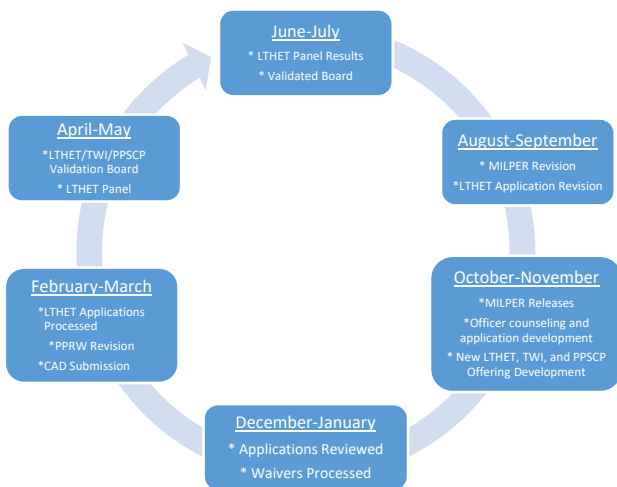 June-July
* LTHET Panel Results
* Validated Board
August-September
* MILPER Revision
*LTHET Application Revision
October-November
*MILPER Releases
*Officer counseling and
application development
* New LTHET, TWI, and PPSCP
Offering Development
December-January
* Applications Reviewed
* Waivers Processed
February-March
*LTHET Applications
Processed
*PPRW Revision
*CAD Submission
April-May
*LTHET/TWI/PPSCP
Validation Board
* LTHET Panel